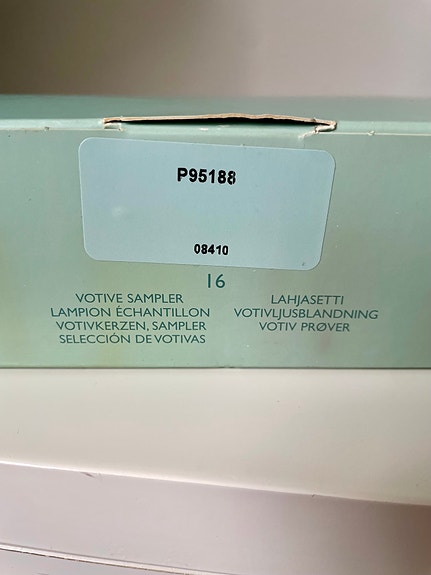 P95188
08410
16
VOTIVE SAMPLER
LAMPION ÉCHANTILLON
VOTIVKERZEN, SAMPLER
SELECCIÓN DE VOTIVAS
LAHJASETTI
VOTIVLJUSBLANDNING
VOTIV PRØVER